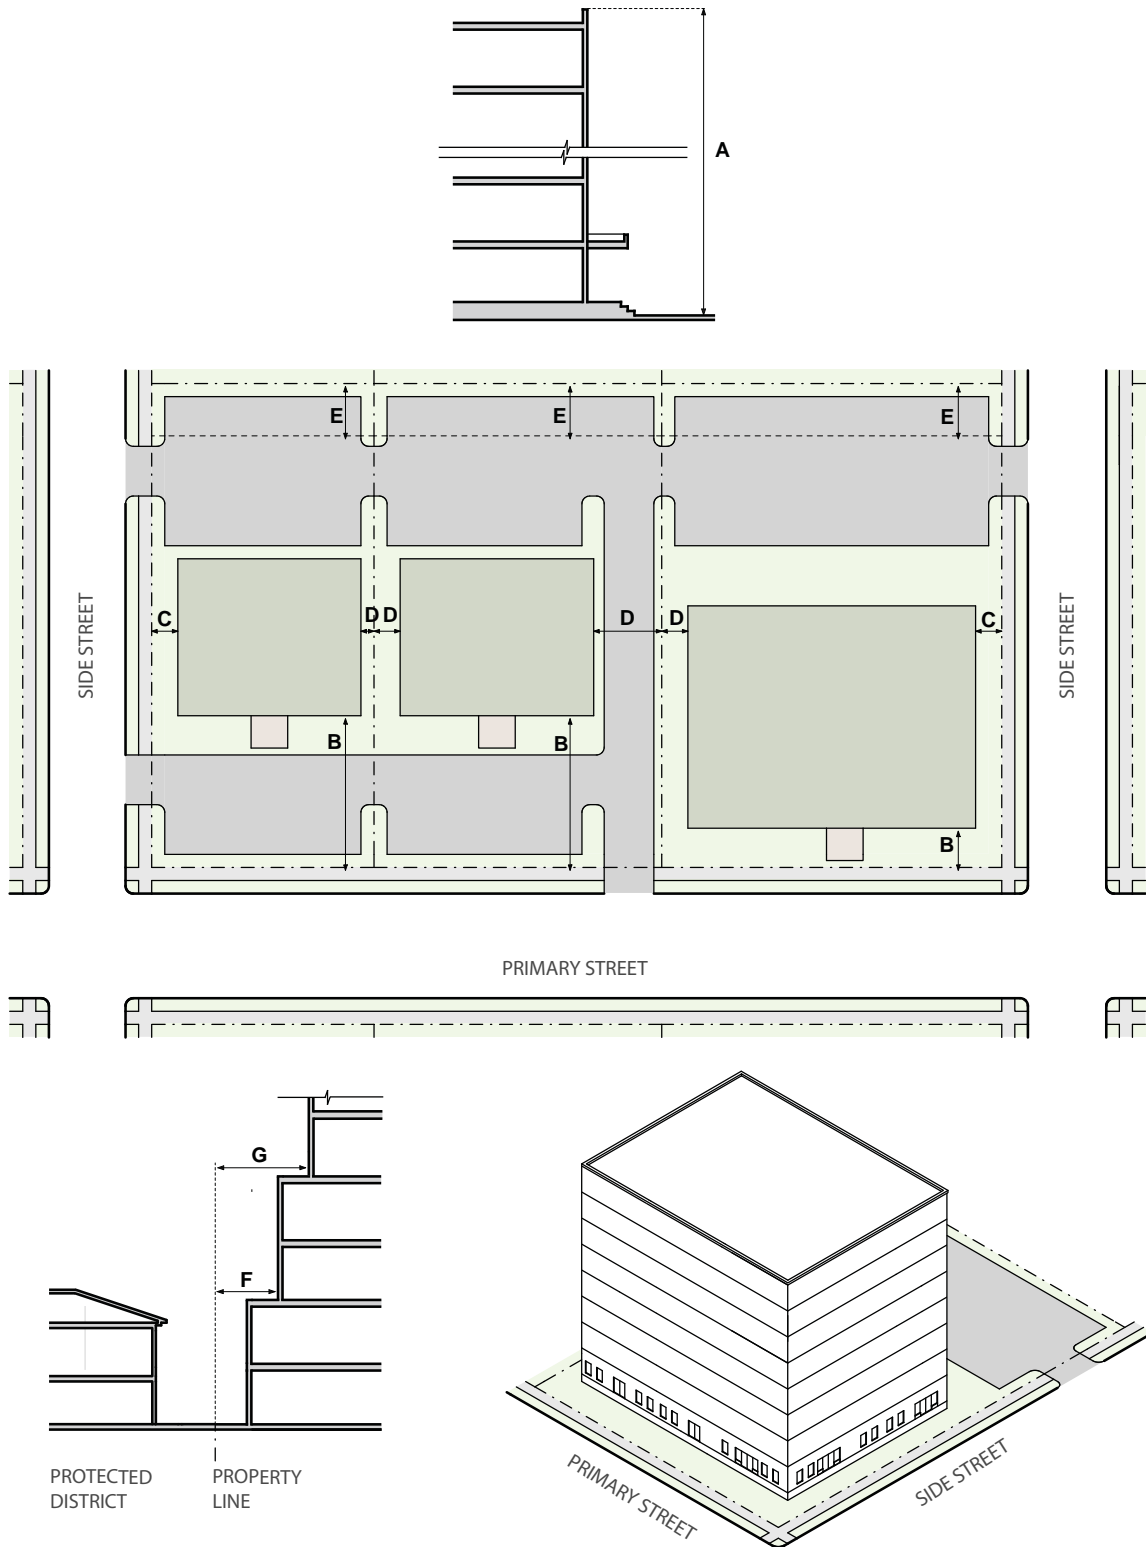 A
E
E
E
SIDE STREET
C
D
D
D
D
C
SIDE STREET
B
B
B
PRIMARY STREET
G
F
PROTECTED
DISTRICT
PROPERTY
LINE
PRIMARY STREET
SIDE STREET